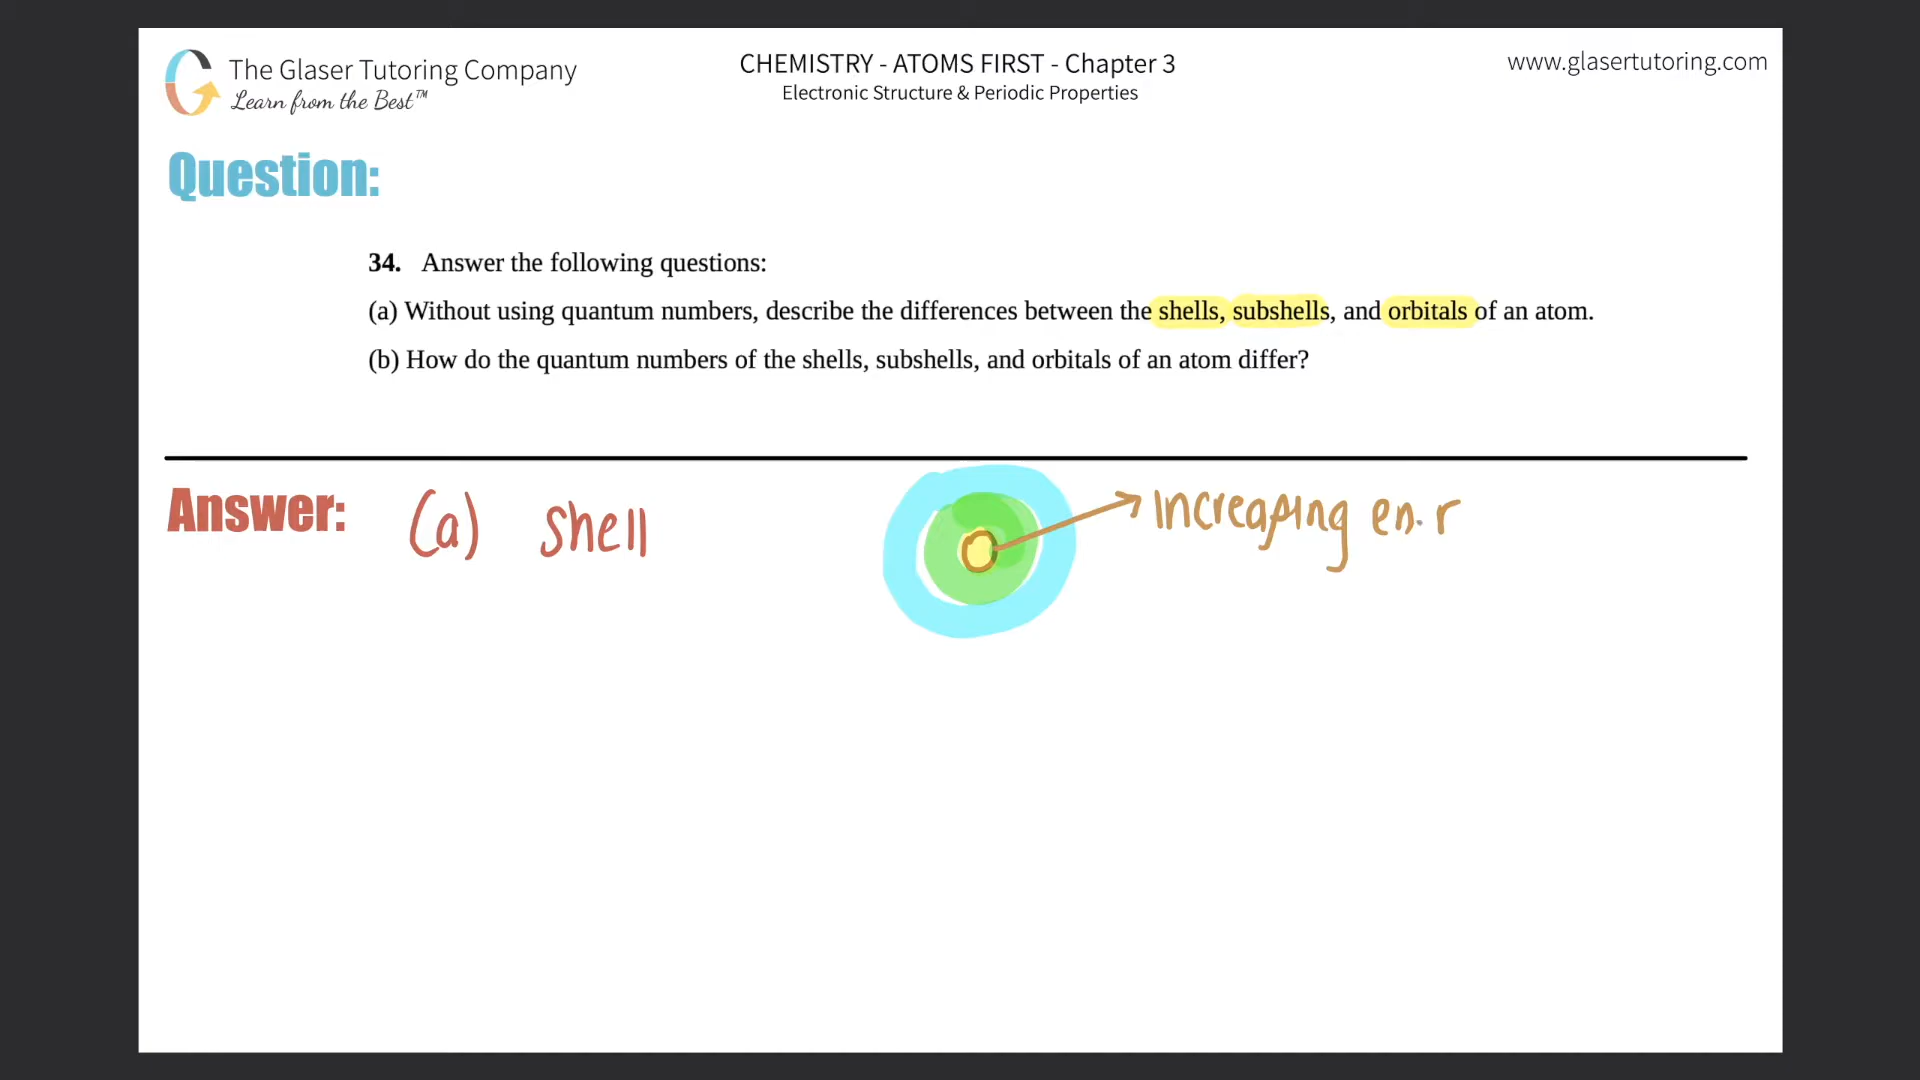 The Glaser Tutoring Company
Learn from the Best™
CHEMISTRY - ATOMS FIRST - Chapter 3
Electronic Structure & Periodic Properties
www.glasertutoring.com
Question:
34. Answer the following questions:
(a) Without using quantum numbers, describe the differences between the shells, subshells, and orbitals of an atom.
(b) How do the quantum numbers of the shells, subshells, and orbitals of an atom differ?
Answer: (a) shell
increasing en. r